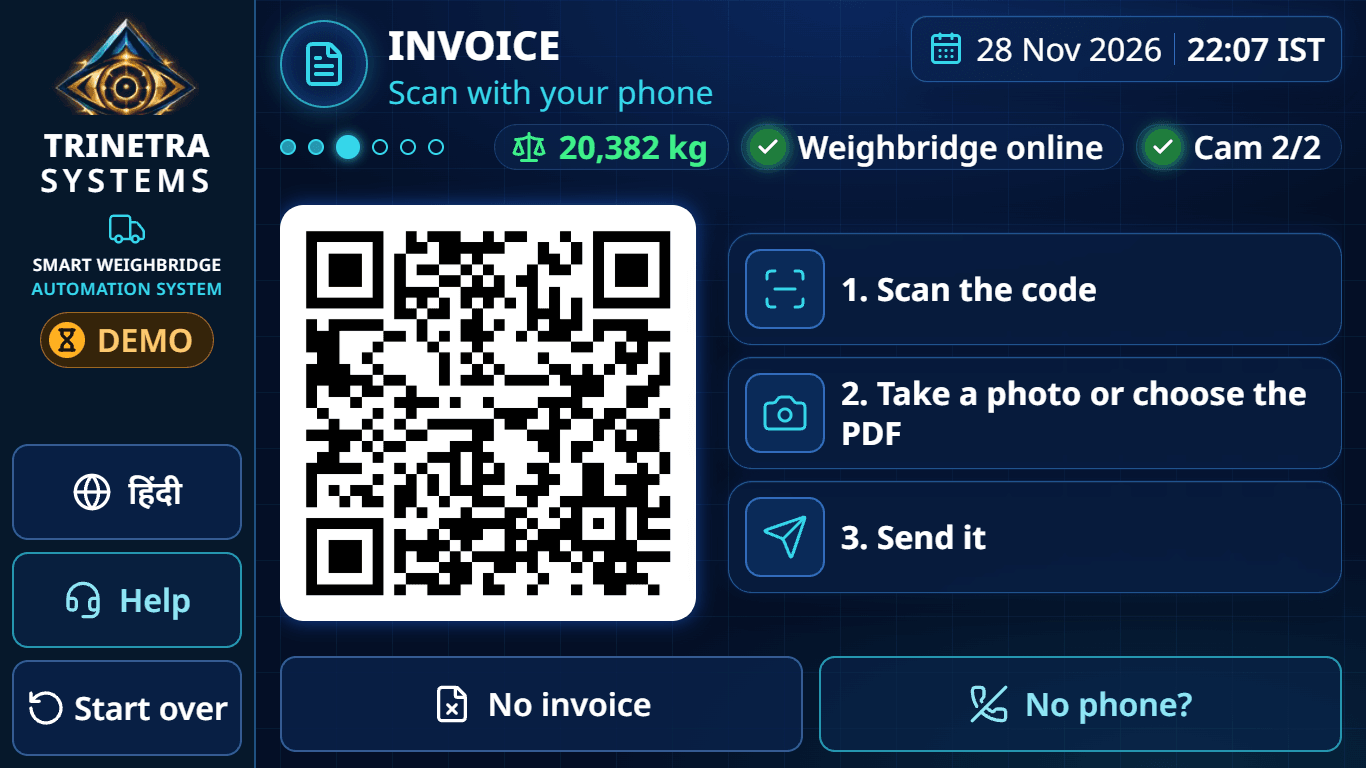 TRINETRA
SYSTEMS
SMART WEIGHBRIDGE
AUTOMATION SYSTEM
DEMO
हिंदी
Help
Start over
INVOICE
Scan with your phone
28 Nov 2026
22:07 IST
20,382 kg
Weighbridge online
Cam 2/2
1. Scan the code
2. Take a photo or choose the
PDF
3. Send it
No invoice
No phone?